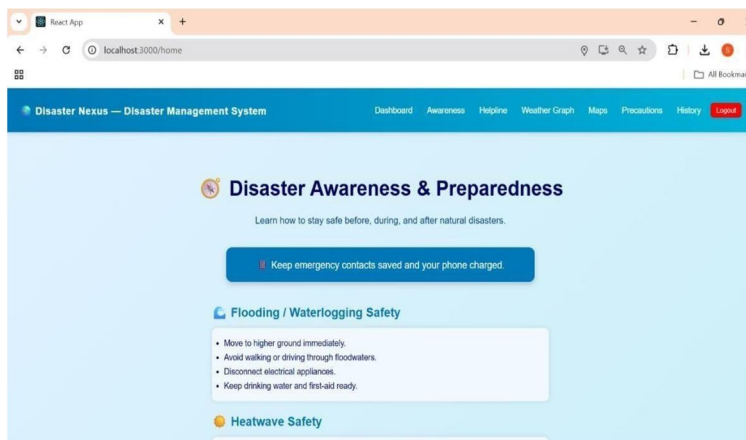 React App
localhost:3000/home
All Bookmar
Disaster Nexus — Disaster Management System
Dashboard Awareness Helpline Weather Graph Maps Precautions History Logout
Disaster Awareness & Preparedness
Learn how to stay safe before, during, and after natural disasters.
Keep emergency contacts saved and your phone charged.
Flooding / Waterlogging Safety
• Move to higher ground immediately.
• Avoid walking or driving through floodwaters.
• Disconnect electrical appliances.
• Keep drinking water and first-aid ready.
Heatwave Safety